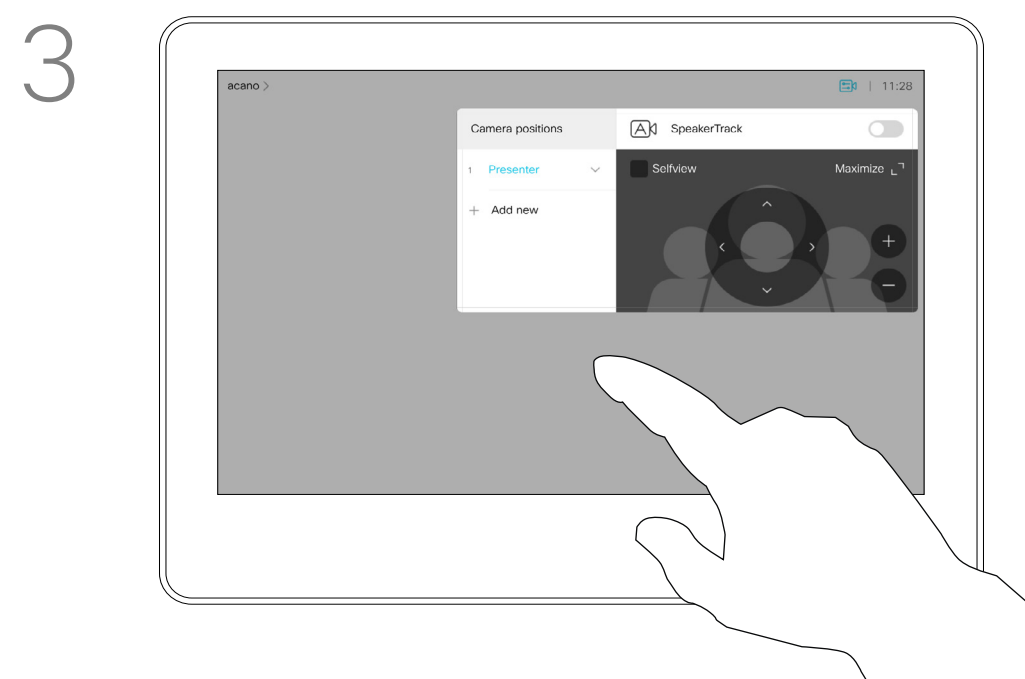 3
acano >
| 11:28
Camera positions
A SpeakerTrack
1 Presenter
Selfview
Maximize
+ Add new
+
−